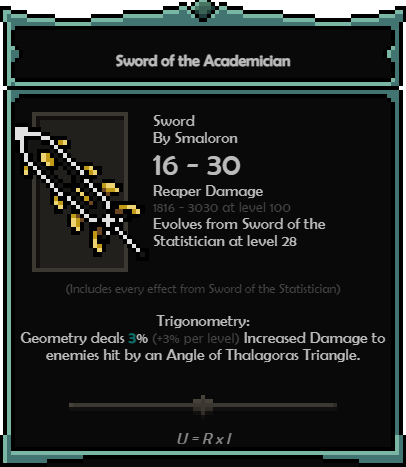 Sword of the Academician
Sword
By Smaloron
16 - 30
Reaper Damage
1816 - 3030 at level 100
Evolves from Sword of the
Statistician at level 28
(Includes every effect from Sword of the Statistician)
Trigonometry:
Geometry deals 3% (+3% per level) Increased Damage to
enemies hit by an Angle of Thalagoras Triangle.
U = R x I